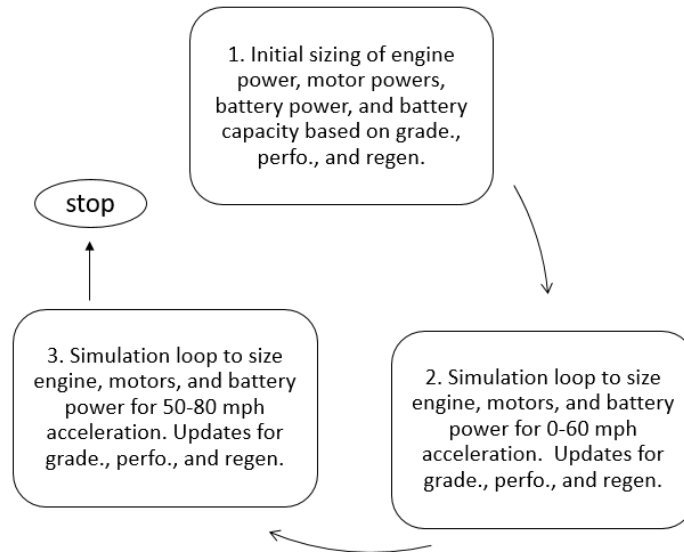 1. Initial sizing of engine
power, motor powers,
battery power, and battery
capacity based on grade.,
perfo., and regen.
stop
3. Simulation loop to size
engine, motors, and battery
power for 50-80 mph
acceleration. Updates for
grade., perfo., and regen.
2. Simulation loop to size
engine, motors, and battery
power for 0-60 mph
acceleration.  Updates for
grade., perfo., and regen.